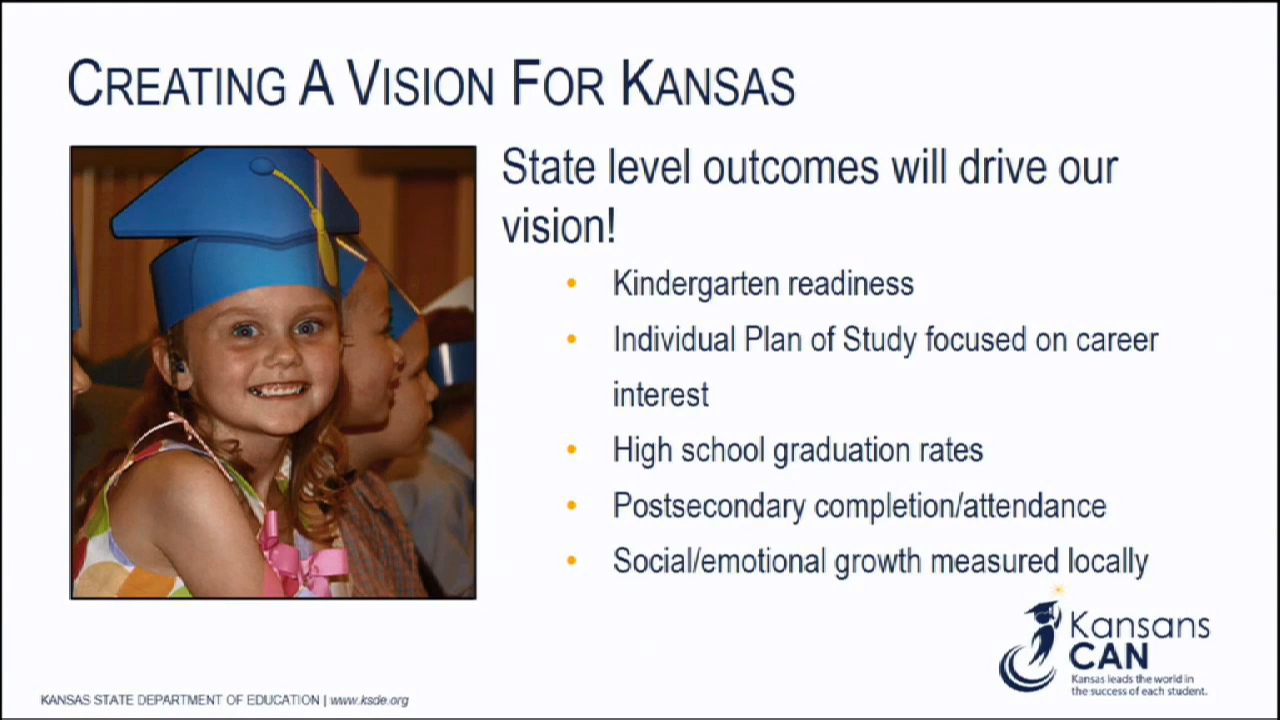 CREATING A VISION FOR KANSAS
State level outcomes will drive our
vision!
• Kindergarten readiness
• Individual Plan of Study focused on career
interest
• High school graduation rates
• Postsecondary completion/attendance
• Social/emotional growth measured locally
Kansans
CAN
Kansas leads the world in
the success of each student.
KANSAS STATE DEPARTMENT OF EDUCATION | www.ksde.org